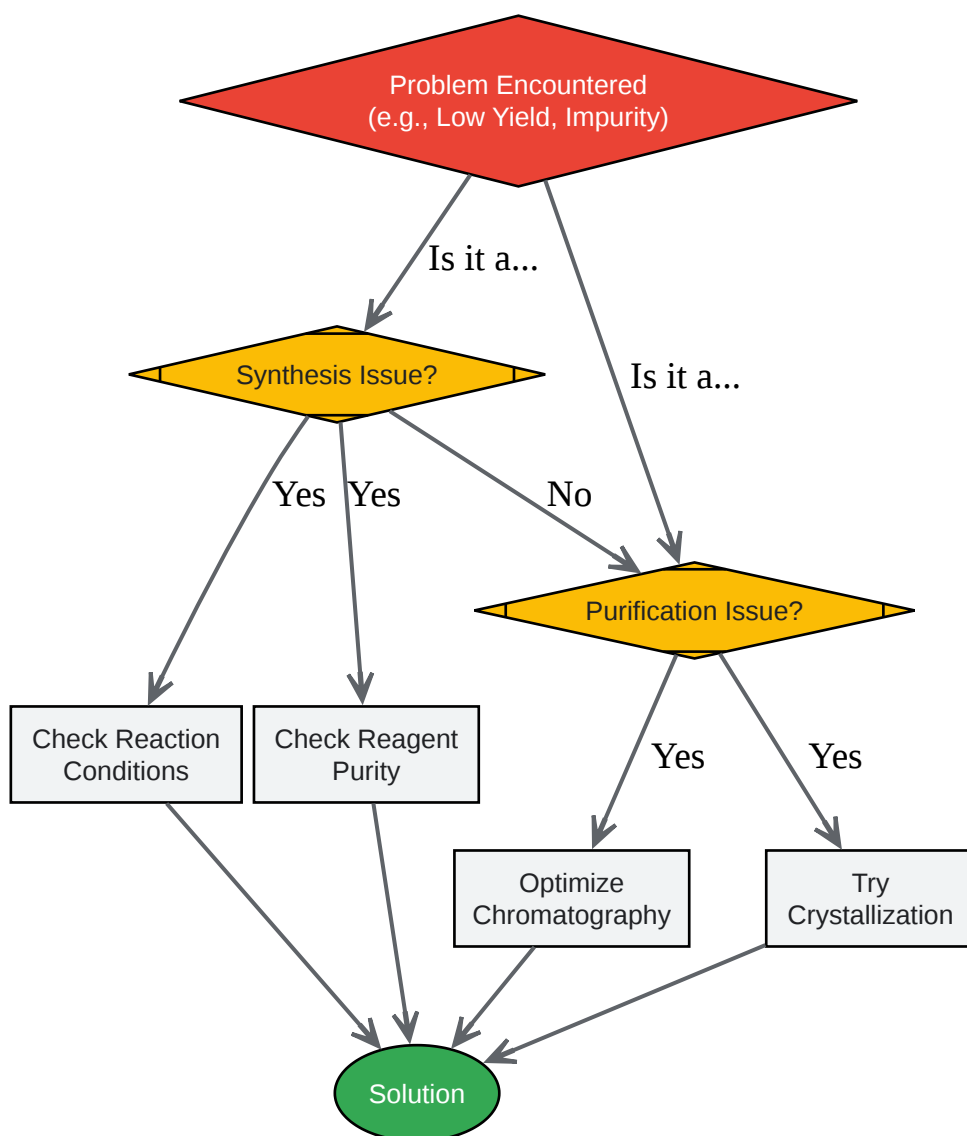 Problem Encountered
(e.g., Low Yield, Impurity)
Is it a...
Synthesis Issue?
Is it a...
Yes
Yes
No
Purification Issue?
Check Reaction
Conditions
Check Reagent
Purity
Yes
Yes
Optimize
Chromatography
Try
Crystallization
Solution